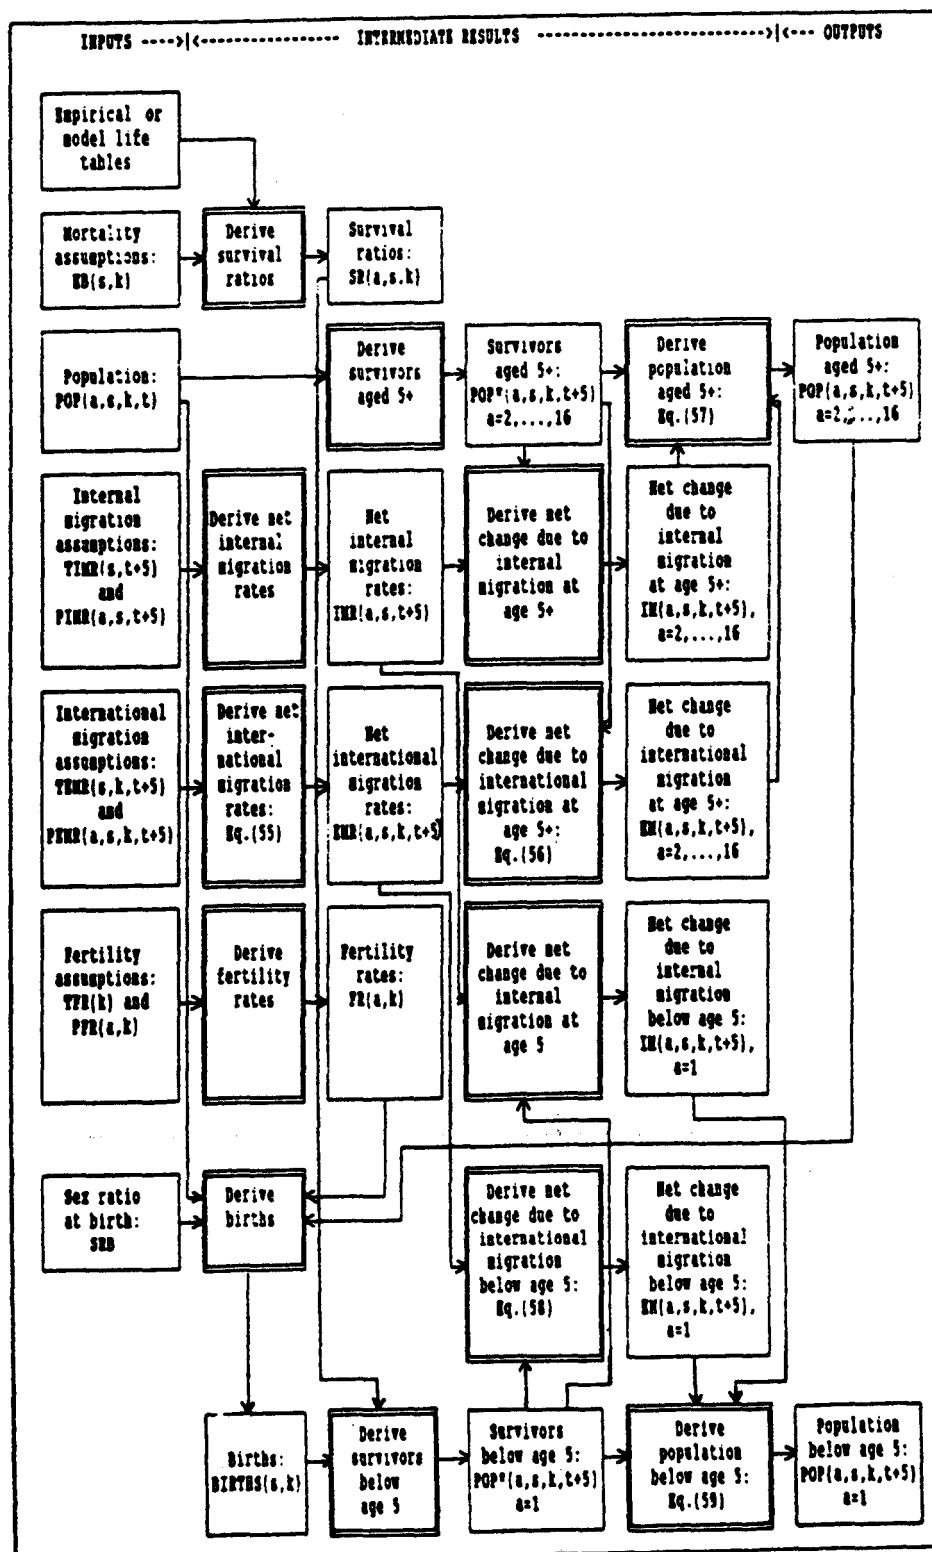 INPUTS ---->|<---------------- INTERMEDIATE RESULTS ------------------------>|<--- OUTPUTS
Empirical or
model life
tables
Mortality
assumptions:
EB(s,k)
Derive
survival
ratios
Survival
ratios:
SR(a,s.k)
Population:
POP(a,s,k,t)
Derive
survivors
aged 5+
Survivors
aged 5+:
POP*(a,s,k,t+5)
a=2,...,16
Derive
population
aged 5+:
Eq.(57)
Population
aged 5+:
POP(a,s,k,t+5)
a=2,...,16
Internal
migration
assumptions:
TIMR(s,t+5)
and
PIMR(a,s,t+5)
Derive net
internal
migration
rates
Net
internal
migration
rates:
IMR(a,s,t+5)
Derive net
change due to
internal
migration at
age 5+
Net change
due to
internal
migration
at age 5+:
IM(a,s,k,t+5),
a=2,...,16
International
migration
assumptions:
TEMR(s,k,t+5)
and
PEMR(a,s,k,t+5)
Derive net
inter-
national
migration
rates:
Eq.(55)
Net
international
migration
rates:
EMR(a,s,k,t+5)
Derive net
change due to
international
migration at
age 5+:
Eq.(56)
Net change
due to
international
migration
at age 5+:
EM(a,s,k,t+5),
a=2,...,16
Fertility
assumptions:
TFR(k) and
PFR(a,k)
Derive
fertility
rates
Fertility
rates:
FR(a,k)
Derive net
change due to
internal
migration at
age 5
Net change
due to
internal
migration
below age 5:
IM(a,s,k,t+5),
a=1
Sex ratio
at birth:
SRB
Derive
births
Derive net
change due to
international
migration
below age 5:
Eq.(58)
Net change
due to
international
migration
below age 5:
EM(a,s,k,t+5),
a=1
Births:
BIRTHS(s,k)
Derive
survivors
below
age 5
Survivors
below age 5:
POP*(a,s,k,t+5)
a=1
Derive
population
below age 5:
Eq.(59)
Population
below age 5:
POP(a,s,k,t+5)
a=1